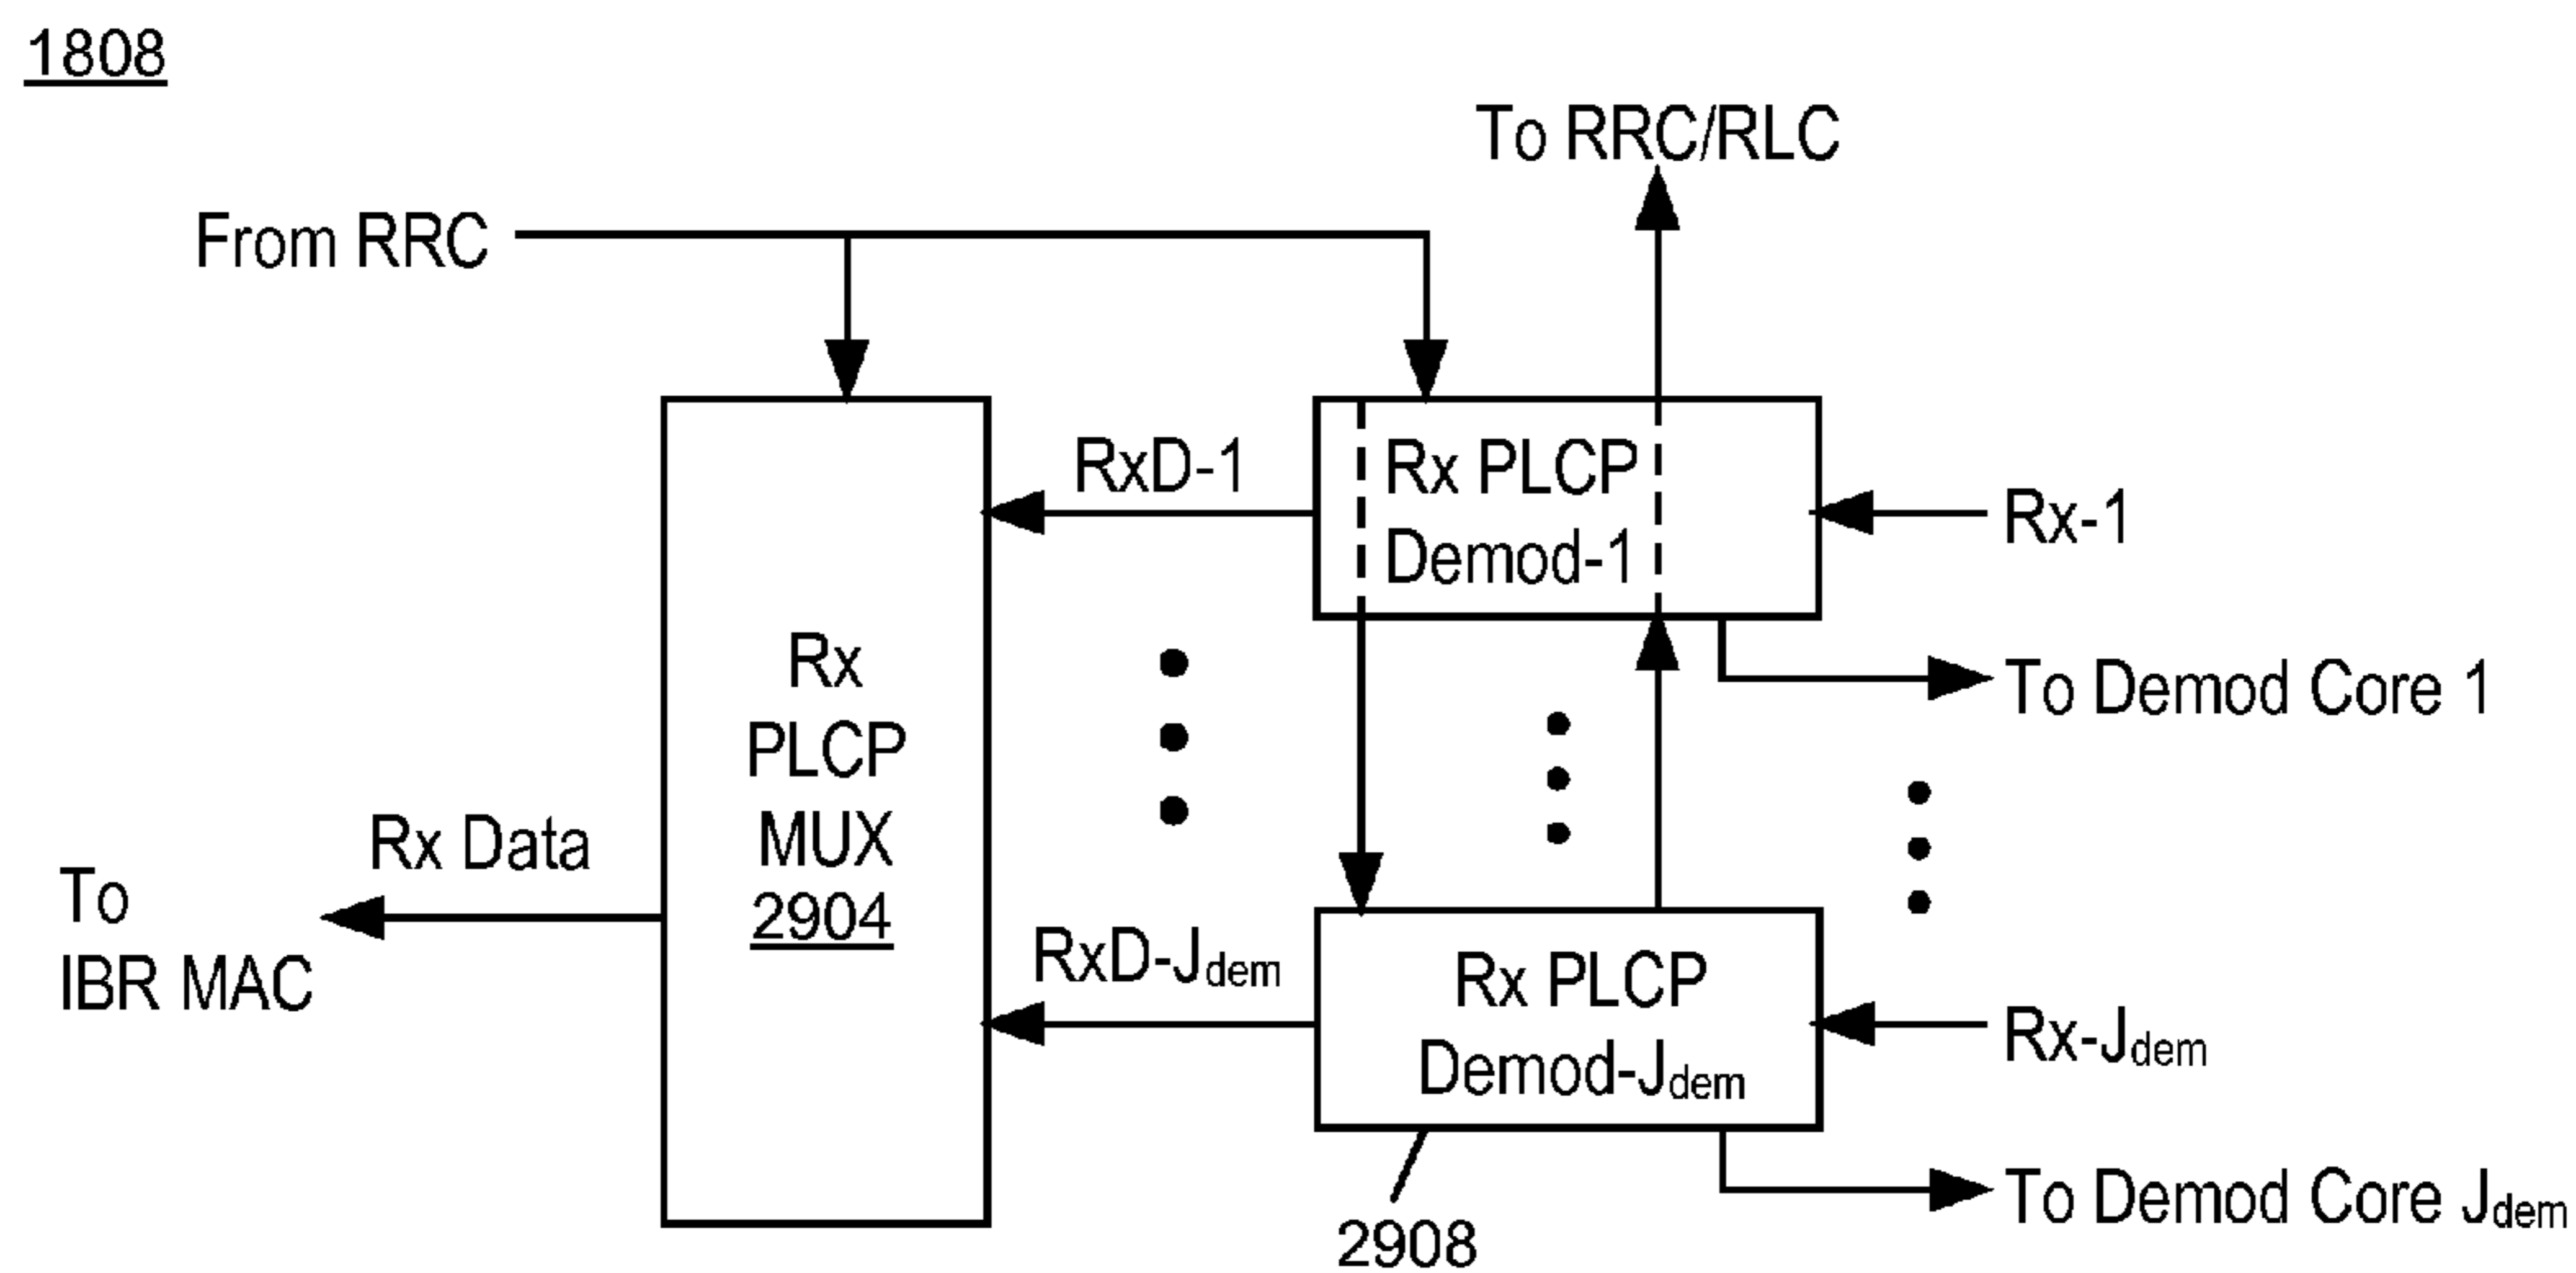 1808
To RRC/RLC
From RRC
RxD-1
Rx PLCP
Demod-1
Rx-1
To Demod Core 1
Rx
PLCP
MUX
2904
Rx Data
To
IBR MAC
RxD-Jdem
Rx PLCP
Demod-Jdem
Rx-Jdem
To Demod Core Jdem
2908